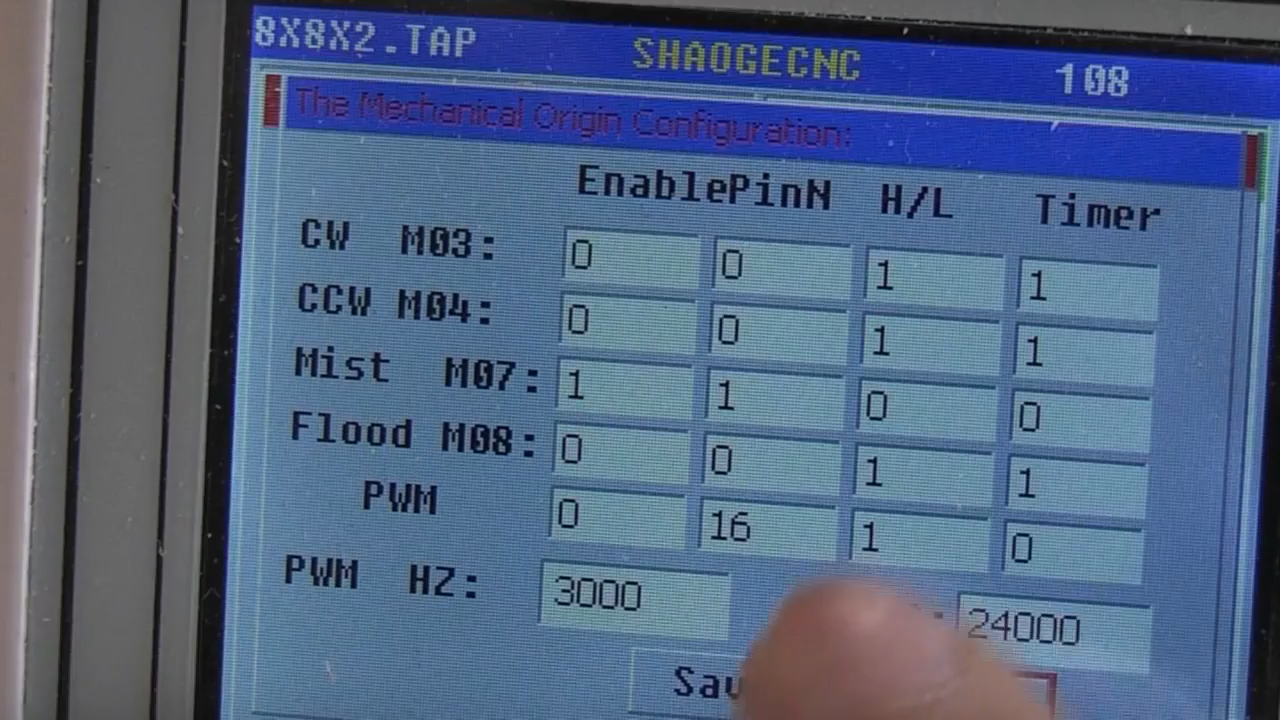 8X8X2.TAP SHAOGECNC 108
The Mechanical Origin Configuration:
EnablePinN H/L Timer
CW M03: 0 0 1 1
CCW M04: 0 0 1 1
Mist M07: 1 1 0 0
Flood M08: 0 0 1 1
PWM 0 16 1 0
PWM HZ: 3000 : 24000